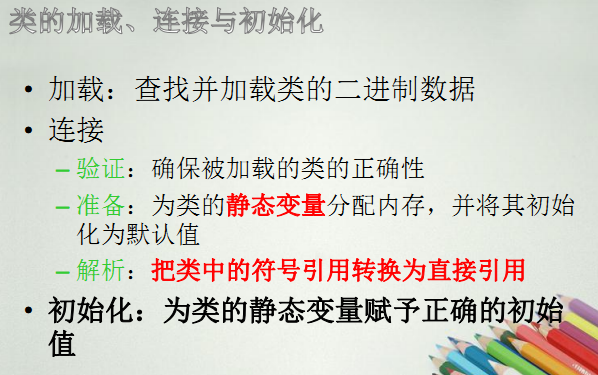 类的加载、连接与初始化
• 加载：查找并加载类的二进制数据
• 连接
– 验证：确保被加载的类的正确性
– 准备：为类的静态变量分配内存，并将其初始
化为默认值
– 解析：把类中的符号引用转换为直接引用
• 初始化：为类的静态变量赋予正确的初始
值